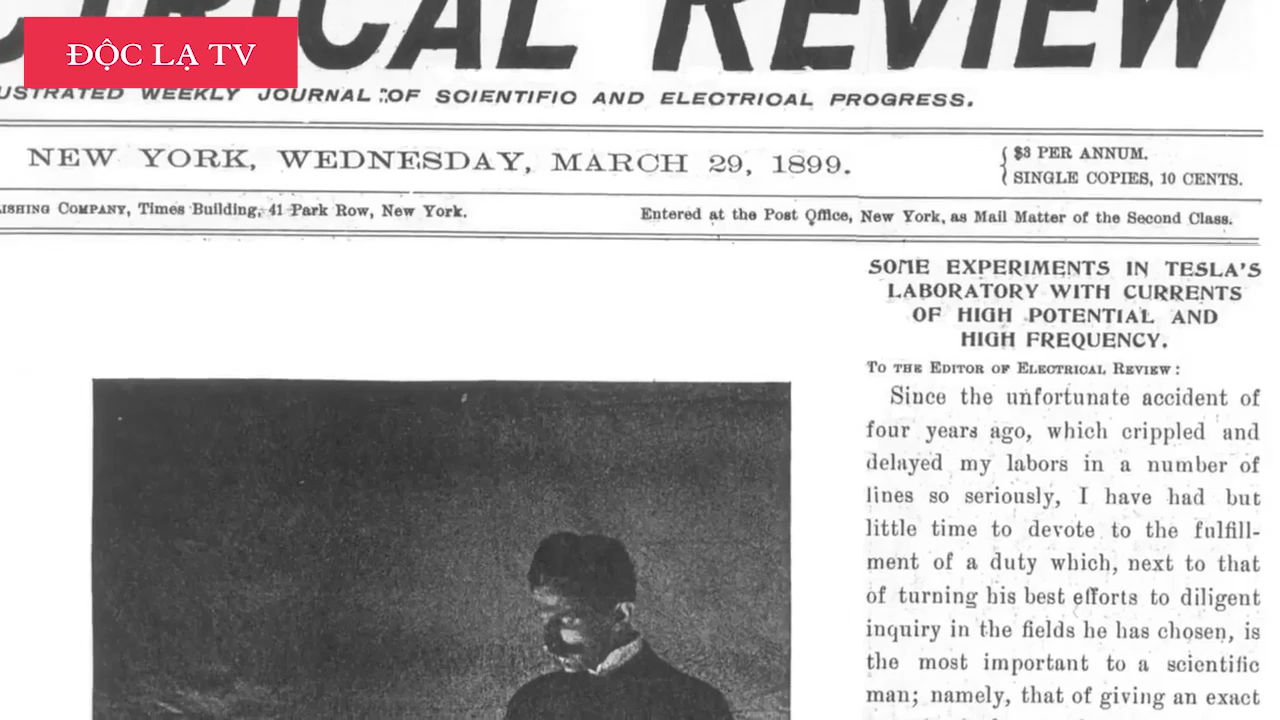 ĐỘC LẠ TV
TRICAL REVIEW
USTRATED WEEKLY JOURNAL OF SCIENTIFIC AND ELECTRICAL PROGRESS.
NEW YORK, WEDNESDAY, MARCH 29, 1899.
$3 PER ANNUM.
SINGLE COPIES, 10 CENTS.
ISHING COMPANY, Times Building, 41 Park Row, New York.
Entered at the Post Office, New York, as Mail Matter of the Second Class.
SOME EXPERIMENTS IN TESLA'S
LABORATORY WITH CURRENTS
OF HIGH POTENTIAL AND
HIGH FREQUENCY.
TO THE EDITOR OF ELECTRICAL REVIEW:
Since the unfortunate accident of
four years ago, which crippled and
delayed my labors in a number of
lines so seriously, I have had but
little time to devote to the fulfill-
ment of a duty which, next to that
of turning his best efforts to diligent
inquiry in the fields he has chosen, is
the most important to a scientific
man; namely, that of giving an exact